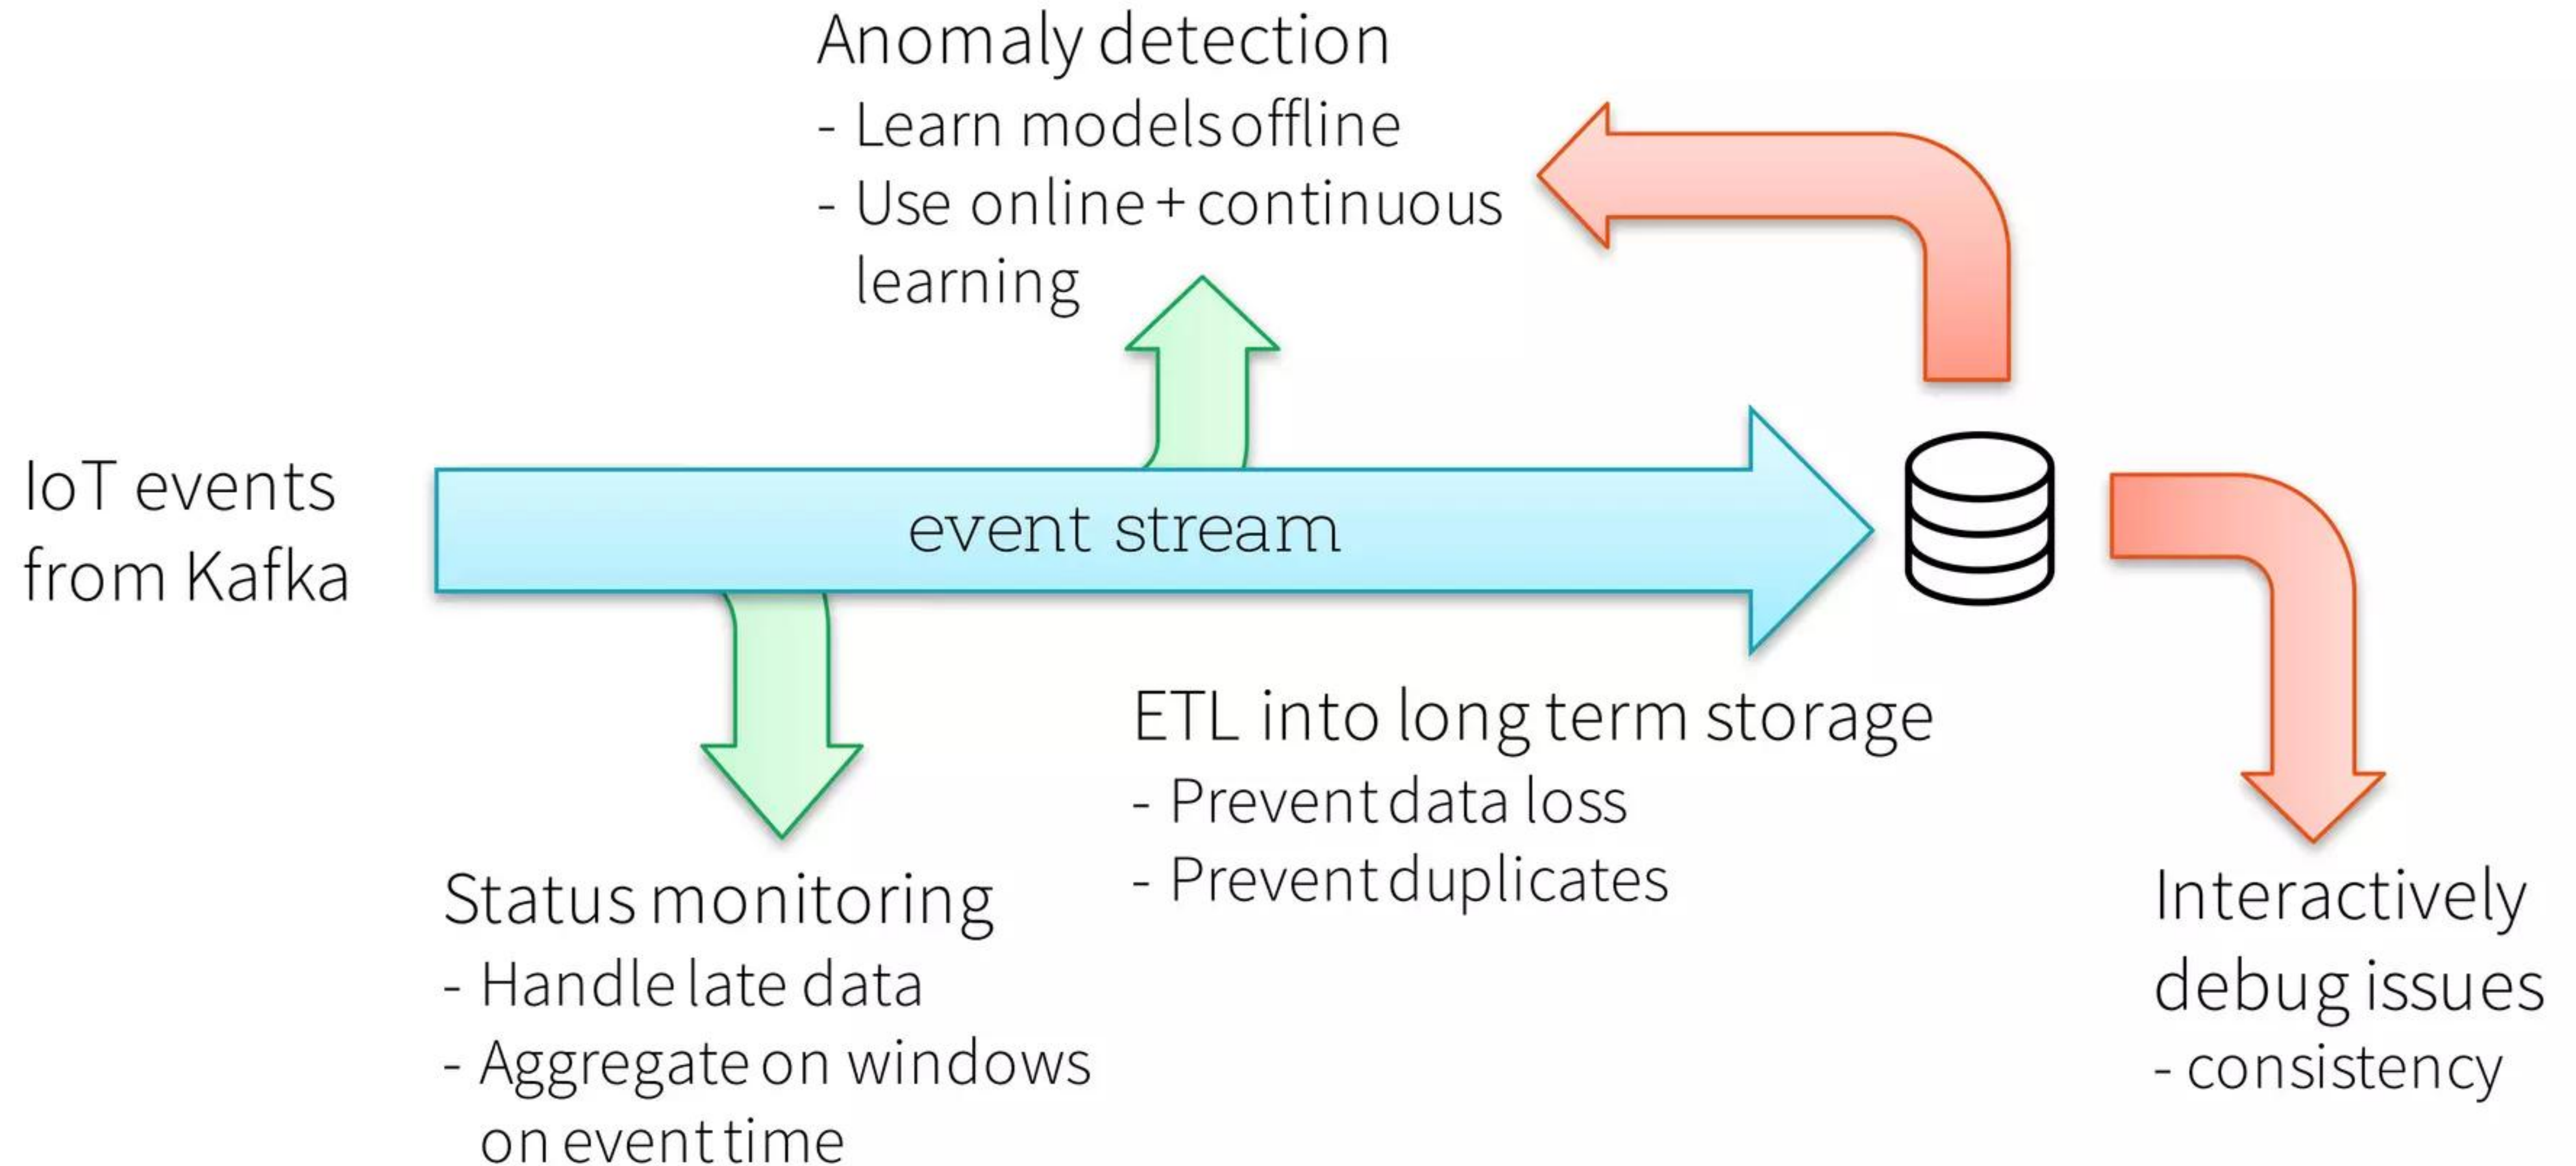 Anomaly detection
- Learn models offline
- Use online + continuous
learning
IoT events
from Kafka
event stream
ETL into long term storage
- Prevent data loss
- Prevent duplicates
Status monitoring
- Handle late data
- Aggregate on windows
on event time
Interactively
debug issues
- consistency